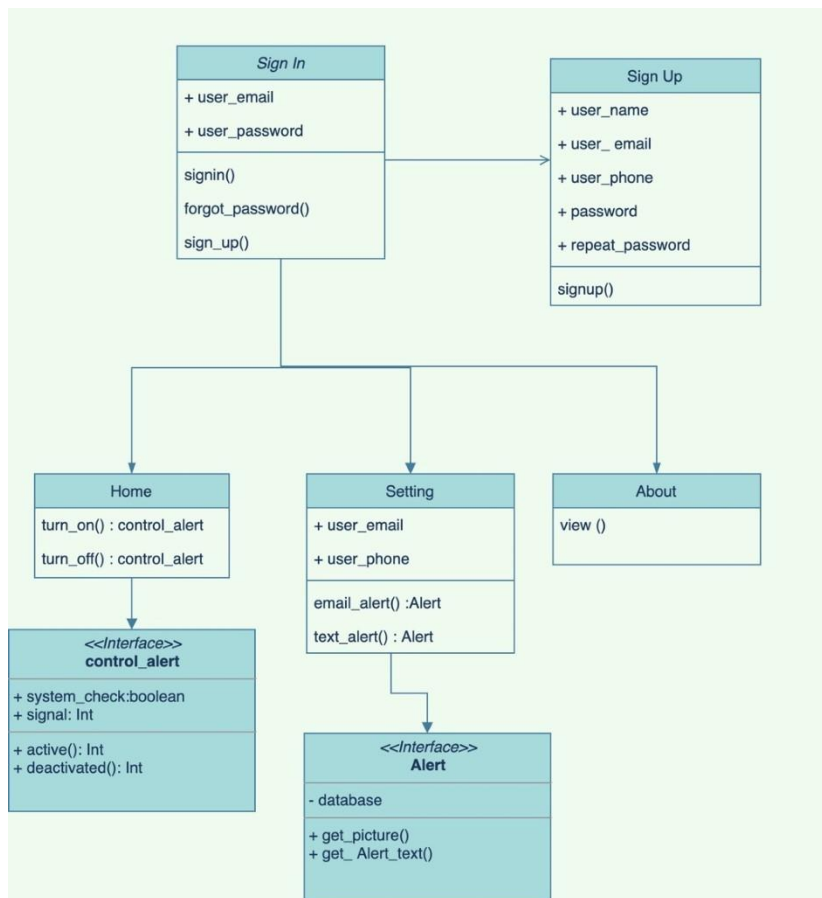 Sign In
+ user_email
+ user_password
signin()
forgot_password()
sign_up()
Sign Up
+ user_name
+ user_ email
+ user_phone
+ password
+ repeat_password
signup()
Home
turn_on() : control_alert
turn_off() : control_alert
Setting
+ user_email
+ user_phone
email_alert() :Alert
text_alert() : Alert
About
view ()
<<Interface>>
control_alert
+ system_check:boolean
+ signal: Int
+ active(): Int
+ deactivated(): Int
<<Interface>>
Alert
- database
+ get_picture()
+ get_ Alert_text()